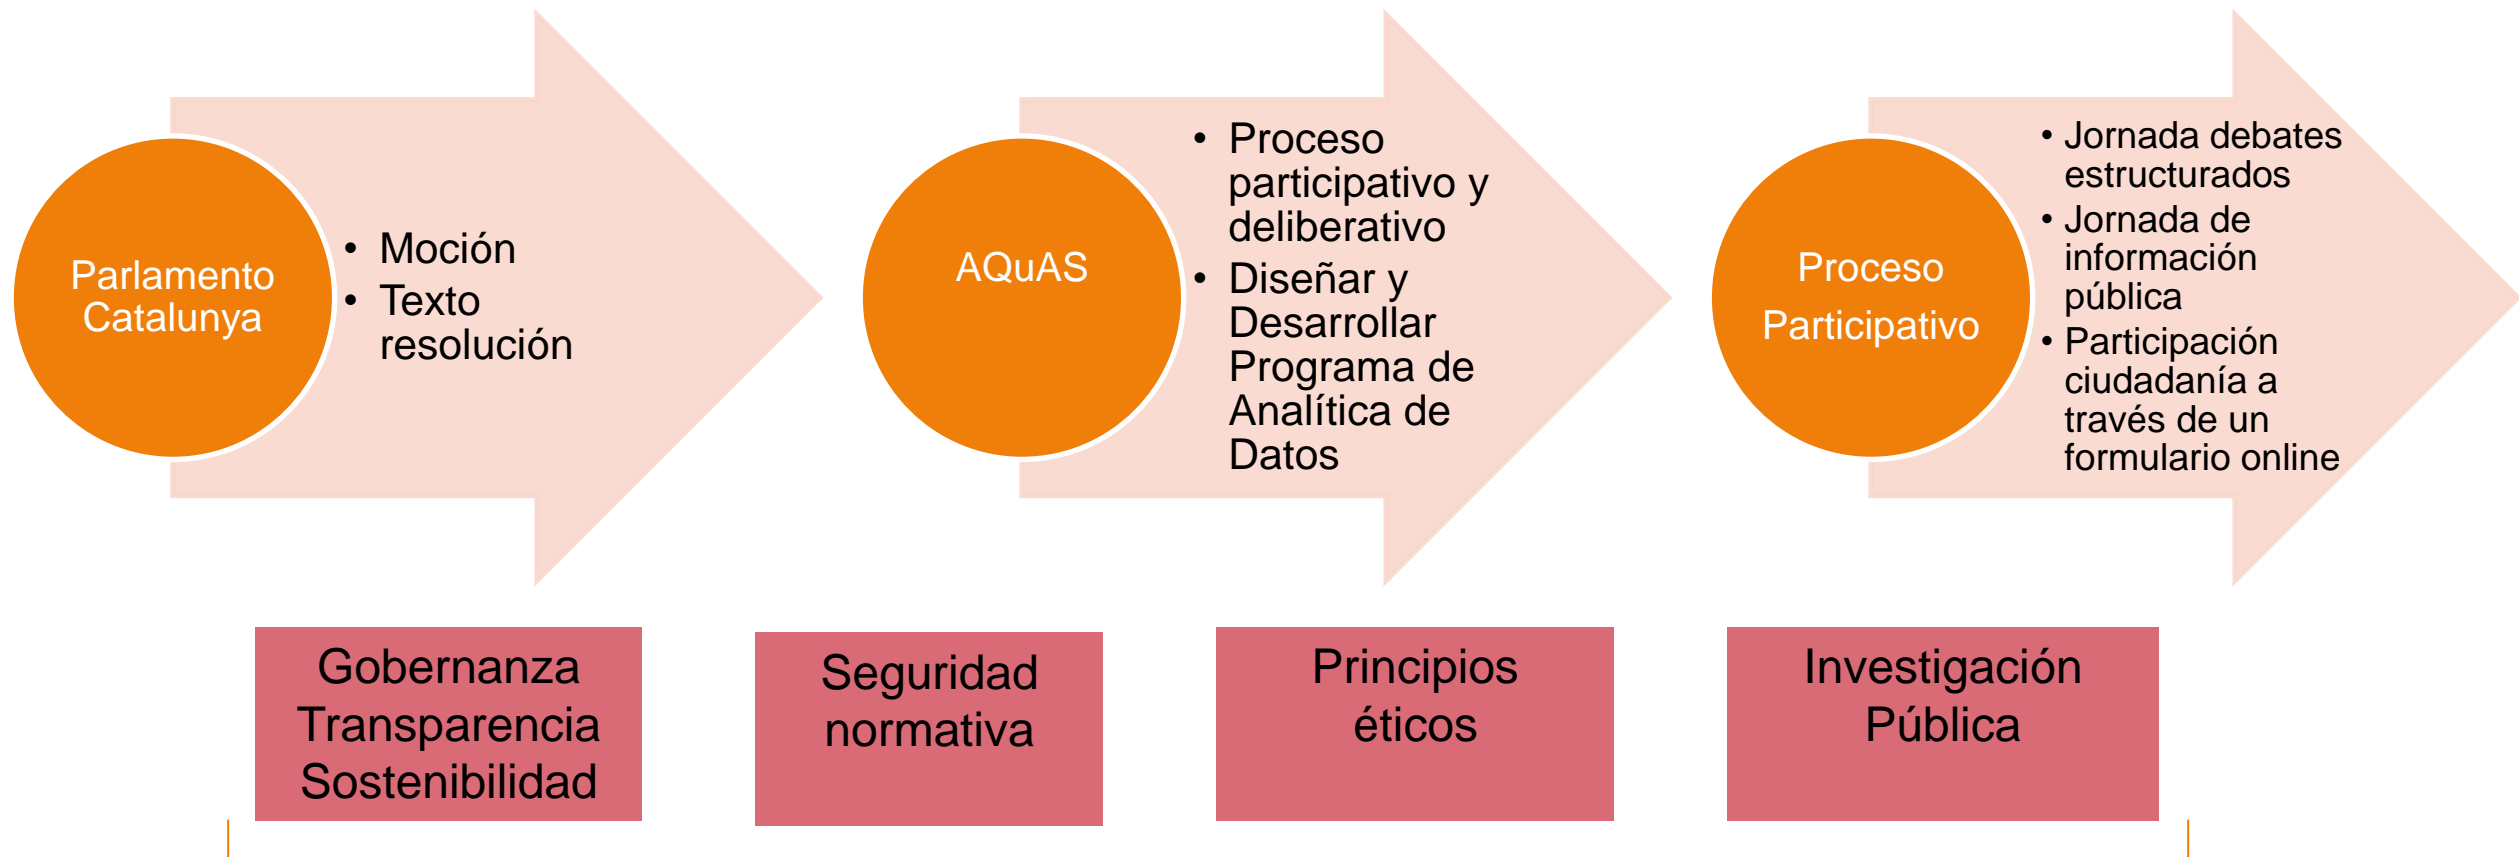 Parlamento
Catalunya
• Moción
• Texto
resolución
AQuAS
• Proceso
participativo y
deliberativo
• Diseñar y
Desarrollar
Programa de
Analítica de
Datos
Proceso
Participativo
• Jornada debates
estructurados
• Jornada de
información
pública
• Participación
ciudadanía a
través de un
formulario online
Gobernanza
Transparencia
Sostenibilidad
Seguridad
normativa
Principios
éticos
Investigación
Pública